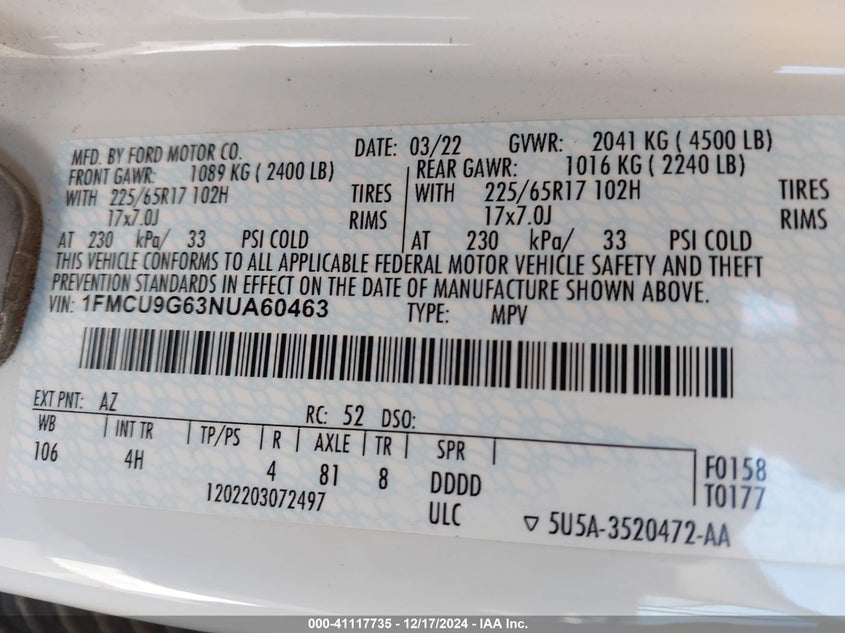 MFD. BY FORD MOTOR CO. DATE: 03/22 GVWR: 2041 KG ( 4500 LB)
FRONT GAWR: 1089 KG ( 2400 LB) REAR GAWR: 1016 KG ( 2240 LB)
WITH 225/65R17 102H TIRES WITH 225/65R17 102H TIRES
17x7.0J RIMS 17x7.0J RIMS
AT 230 kPa/ 33 PSI COLD AT 230 kPa/ 33 PSI COLD
THIS VEHICLE CONFORMS TO ALL APPLICABLE FEDERAL MOTOR VEHICLE SAFETY AND THEFT
PREVENTION STANDARDS IN EFFECT ON THE DATE OF MANUFACTURE SHOWN ABOVE.
VIN: 1FMCU9G63NUA60463 TYPE: MPV
EXT PNT: AZ RC: 52 DSO:
WB INT TR TP/PS R AXLE TR SPR
106 4H 4 81 8 DDDD F0158
1202203072497 ULC T0177
▽ 5U5A-3520472-AA
000-41117735 - 12/17/2024 - IAA Inc.